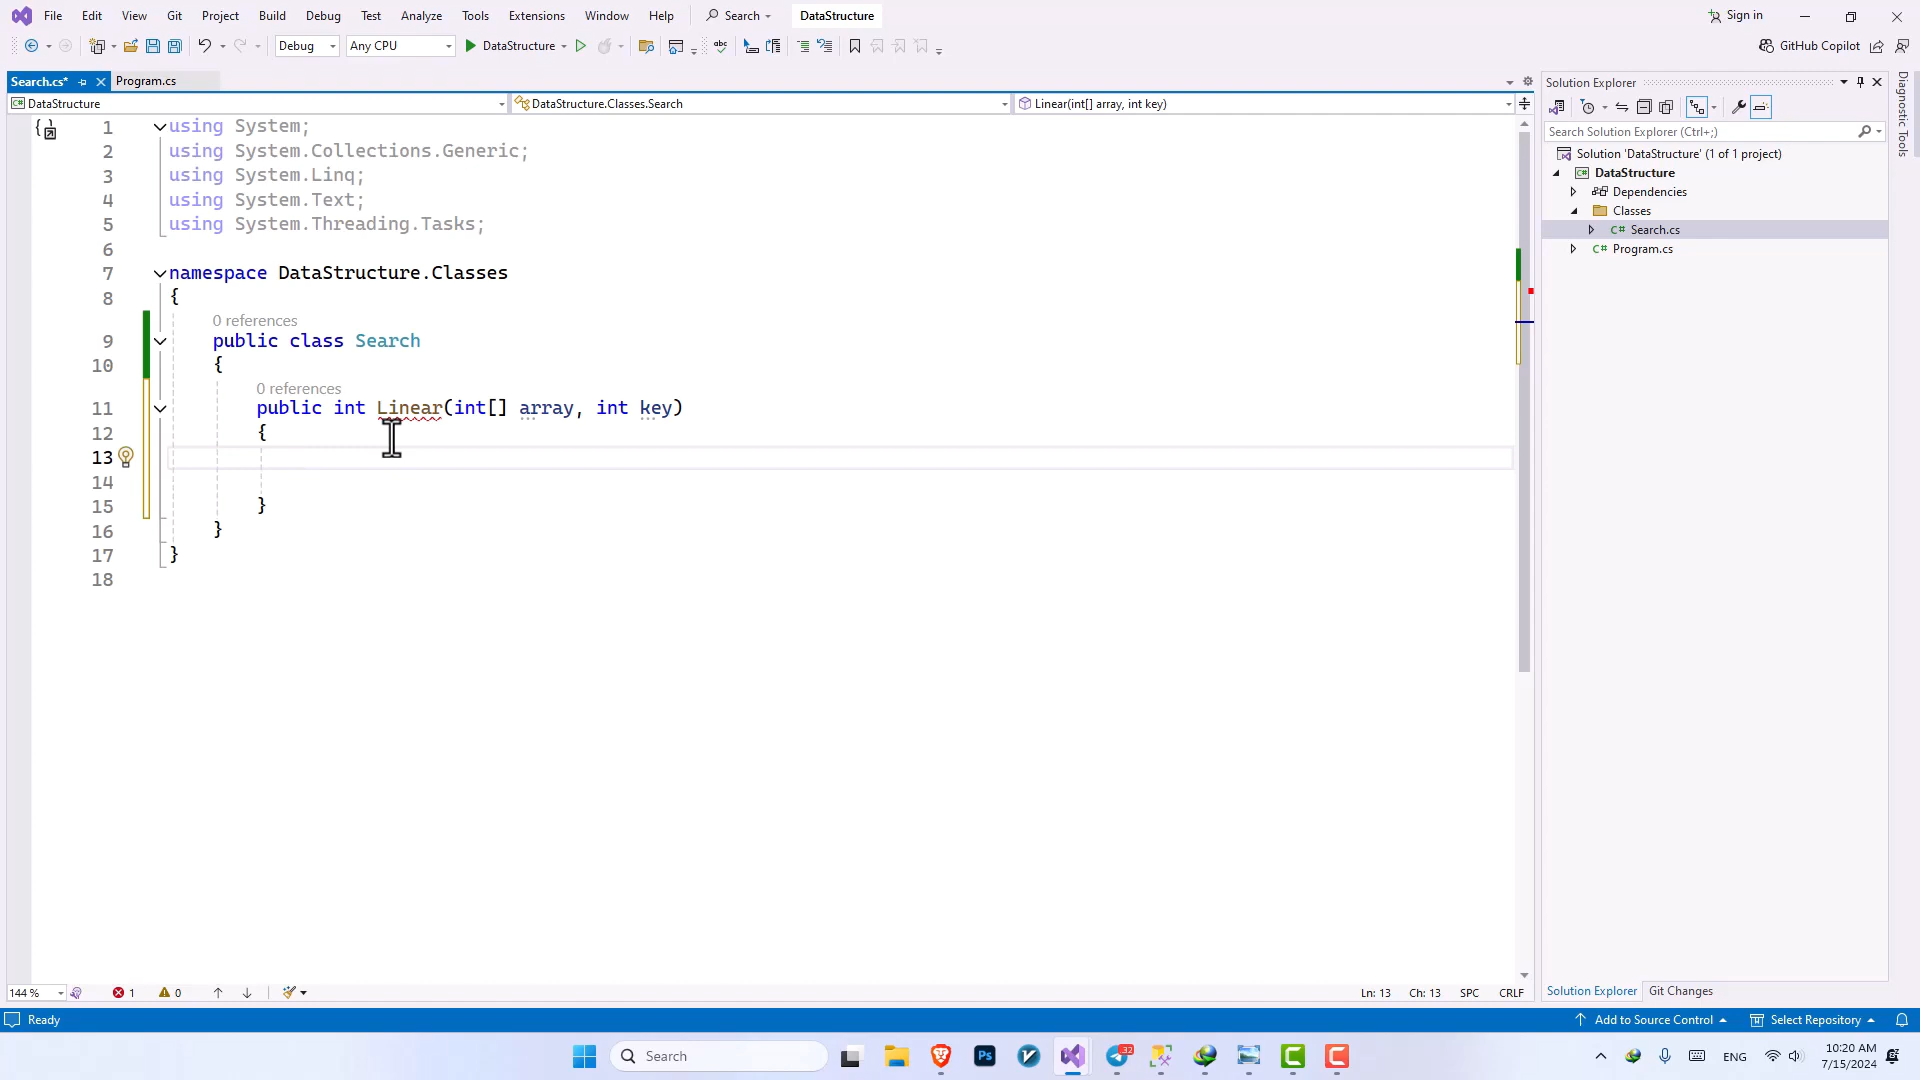 File Edit View Git Project Build Debug Test Analyze Tools Extensions Window Help Search DataStructure Sign in
Debug Any CPU DataStructure GitHub Copilot
Search.cs* Program.cs
DataStructure DataStructure.Classes.Search Linear(int[] array, int key)
1 using System;
2 using System.Collections.Generic;
3 using System.Linq;
4 using System.Text;
5 using System.Threading.Tasks;
6
7 namespace DataStructure.Classes
8 {
0 references
9 public class Search
10 {
0 references
11 public int Linear(int[] array, int key)
12 {
13
14
15 }
16 }
17 }
18
144 % 1 0 Ln: 13 Ch: 13 SPC CRLF
Solution Explorer
Search Solution Explorer (Ctrl+;)
Solution 'DataStructure' (1 of 1 project)
C# DataStructure
Dependencies
Classes
C# Search.cs
C# Program.cs
Solution Explorer Git Changes
Diagnostic Tools
Ready Add to Source Control Select Repository
Search Ps 32 ENG 10:20 AM
7/15/2024